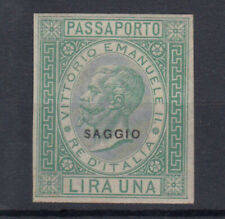 PASSAPORTO
VITTORIO EMANUELE II
SAGGIO
RE D'ITALIA
LIRA UNA